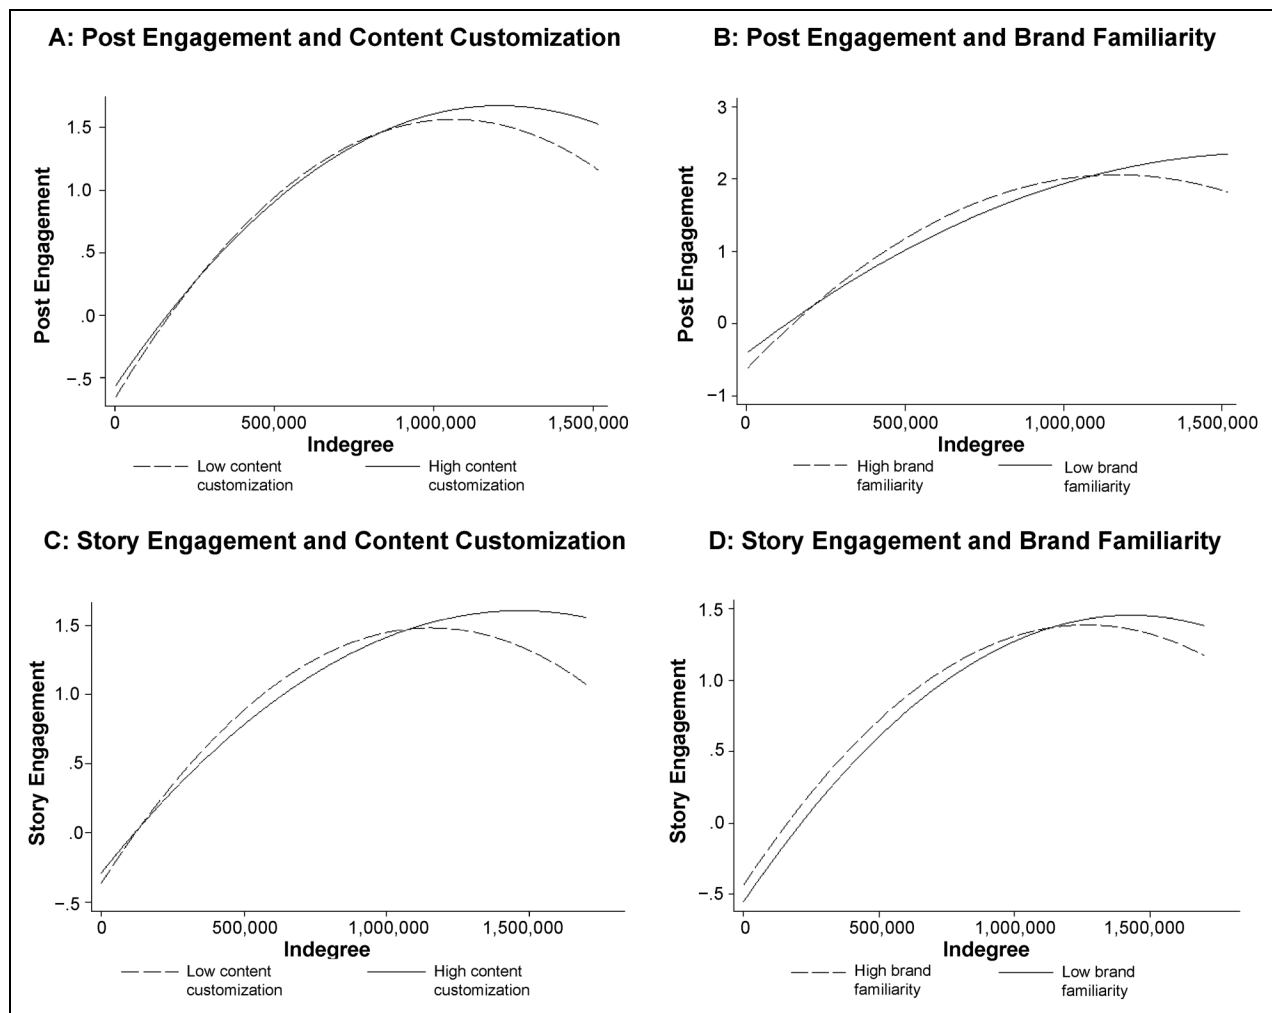 A: Post Engagement and Content Customization
1.5
1.0
.5
.0
−.5
Post Engagement
0 500,000 1,000,000 1,500,000
Indegree
Low content customization
High content customization
B: Post Engagement and Brand Familiarity
3
2
1
0
−1
Post Engagement
0 500,000 1,000,000 1,500,000
Indegree
High brand familiarity
Low brand familiarity
C: Story Engagement and Content Customization
1.5
1.0
.5
.0
−.5
Story Engagement
0 500,000 1,000,000 1,500,000
Indegree
Low content customization
High content customization
D: Story Engagement and Brand Familiarity
1.5
1.0
.5
.0
−.5
Story Engagement
0 500,000 1,000,000 1,500,000
Indegree
High brand familiarity
Low brand familiarity